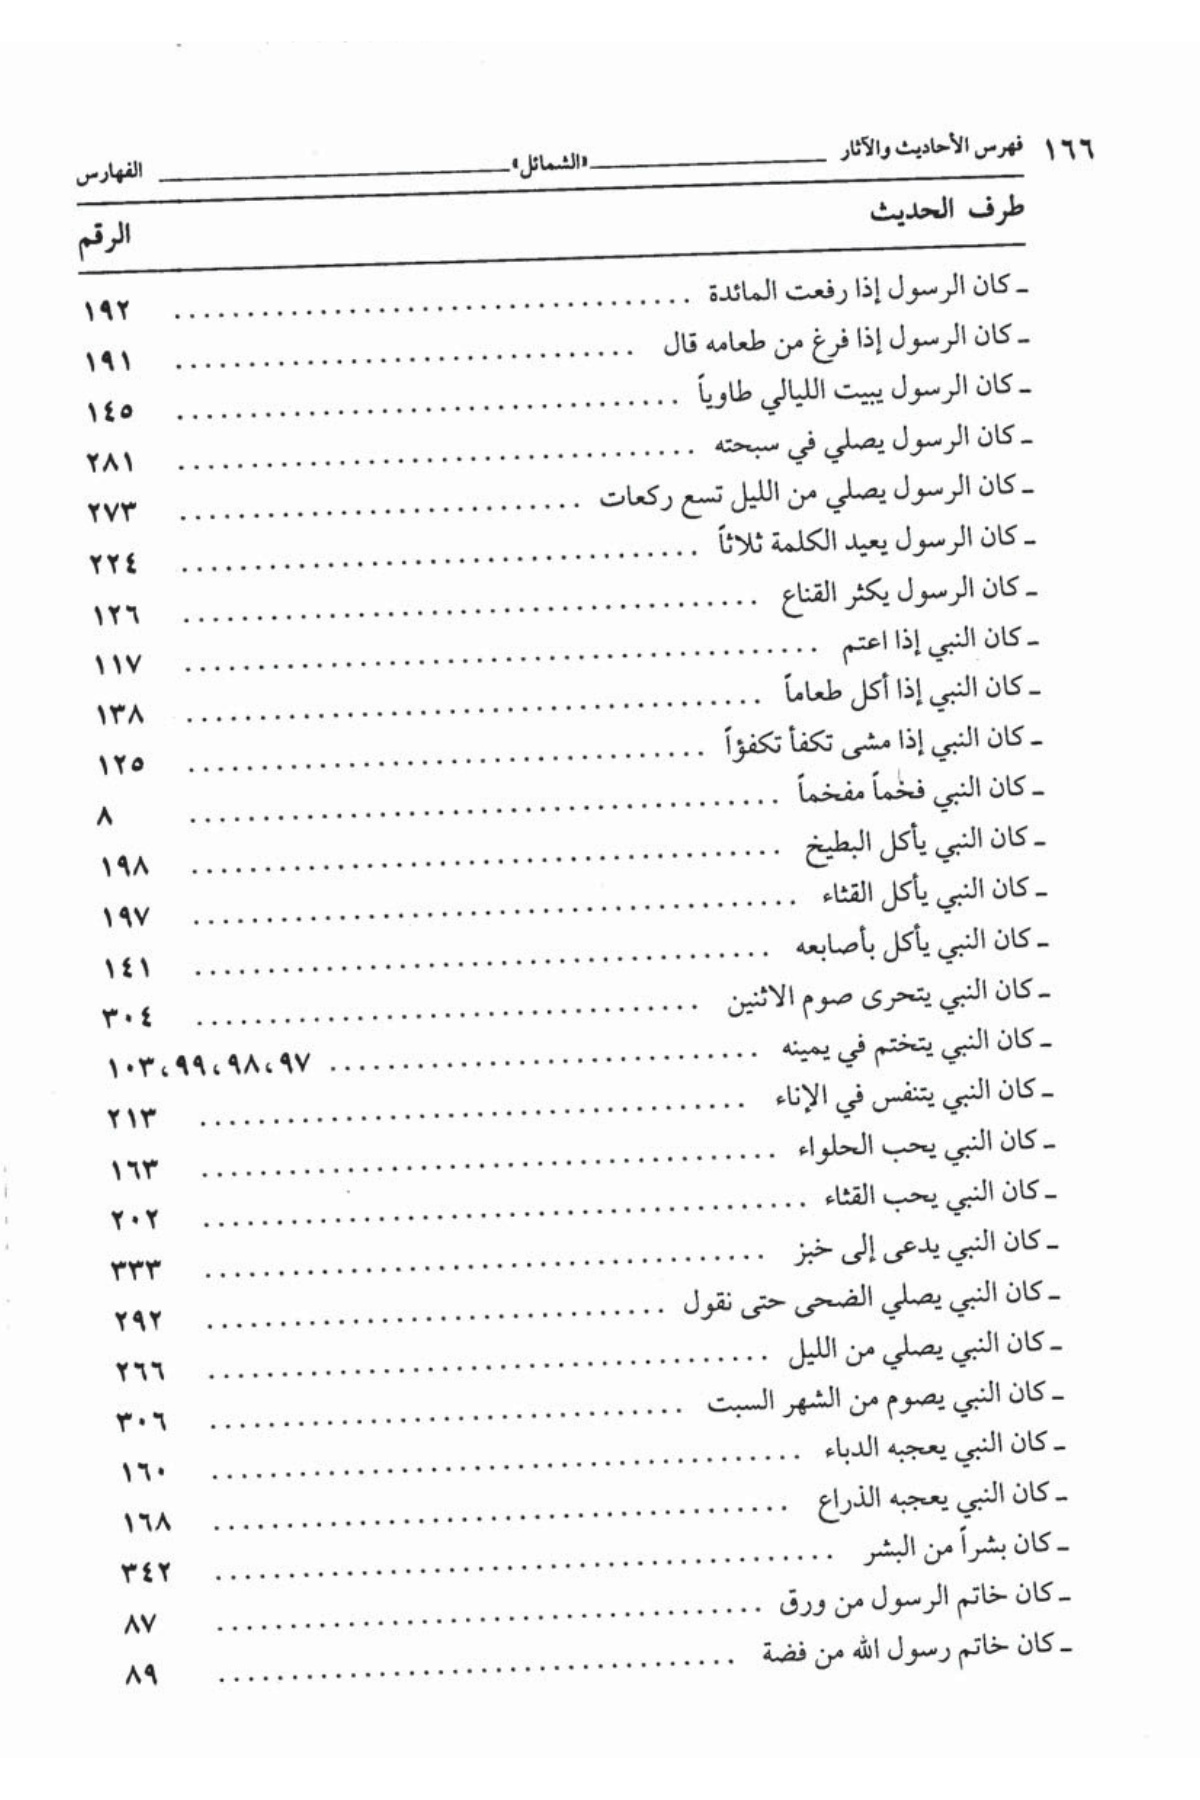 ١٦٦ فهرس الأحاديث والآثار «الشمائل» الفهارس
طرف الحديث الرقم
ـ كان الرسول إذا رفعت المائدة ١٩٢
ـ كان الرسول إذا فرغ من طعامه قال ١٩١
ـ كان الرسول يبيت الليالي طاوياً ١٤٥
ـ كان الرسول يصلي في سبحته ٢٨١
ـ كان الرسول يصلي من الليل تسع ركعات ٢٧٣
ـ كان الرسول يعيد الكلمة ثلاثاً ٢٢٤
ـ كان الرسول يكثر القناع ١٢٦
ـ كان النبي إذا اعتم ١١٧
ـ كان النبي إذا أكل طعاماً ١٣٨
ـ كان النبي إذا مشى تكفأ تكفؤاً ١٢٥
ـ كان النبي فخماً مفخماً ٨
ـ كان النبي يأكل البطيخ ١٩٨
ـ كان النبي يأكل القثاء ١٩٧
ـ كان النبي يأكل بأصابعه ١٤١
ـ كان النبي يتحرى صوم الاثنين ٣٠٤
ـ كان النبي يتختم في يمينه ٩٧، ٩٨، ٩٩، ١٠٣
ـ كان النبي يتنفس في الإناء ٢١٣
ـ كان النبي يحب الحلواء ١٦٣
ـ كان النبي يحب القثاء ٢٠٢
ـ كان النبي يدعى إلى خبز ٣٣٣
ـ كان النبي يصلي الضحى حتى نقول ٢٩٢
ـ كان النبي يصلي من الليل ٢٦٦
ـ كان النبي يصوم من الشهر السبت ٣٠٦
ـ كان النبي يعجبه الدباء ١٦٠
ـ كان النبي يعجبه الذراع ١٦٨
ـ كان بشراً من البشر ٣٤٢
ـ كان خاتم الرسول من ورق ٨٧
ـ كان خاتم رسول الله من فضة ٨٩